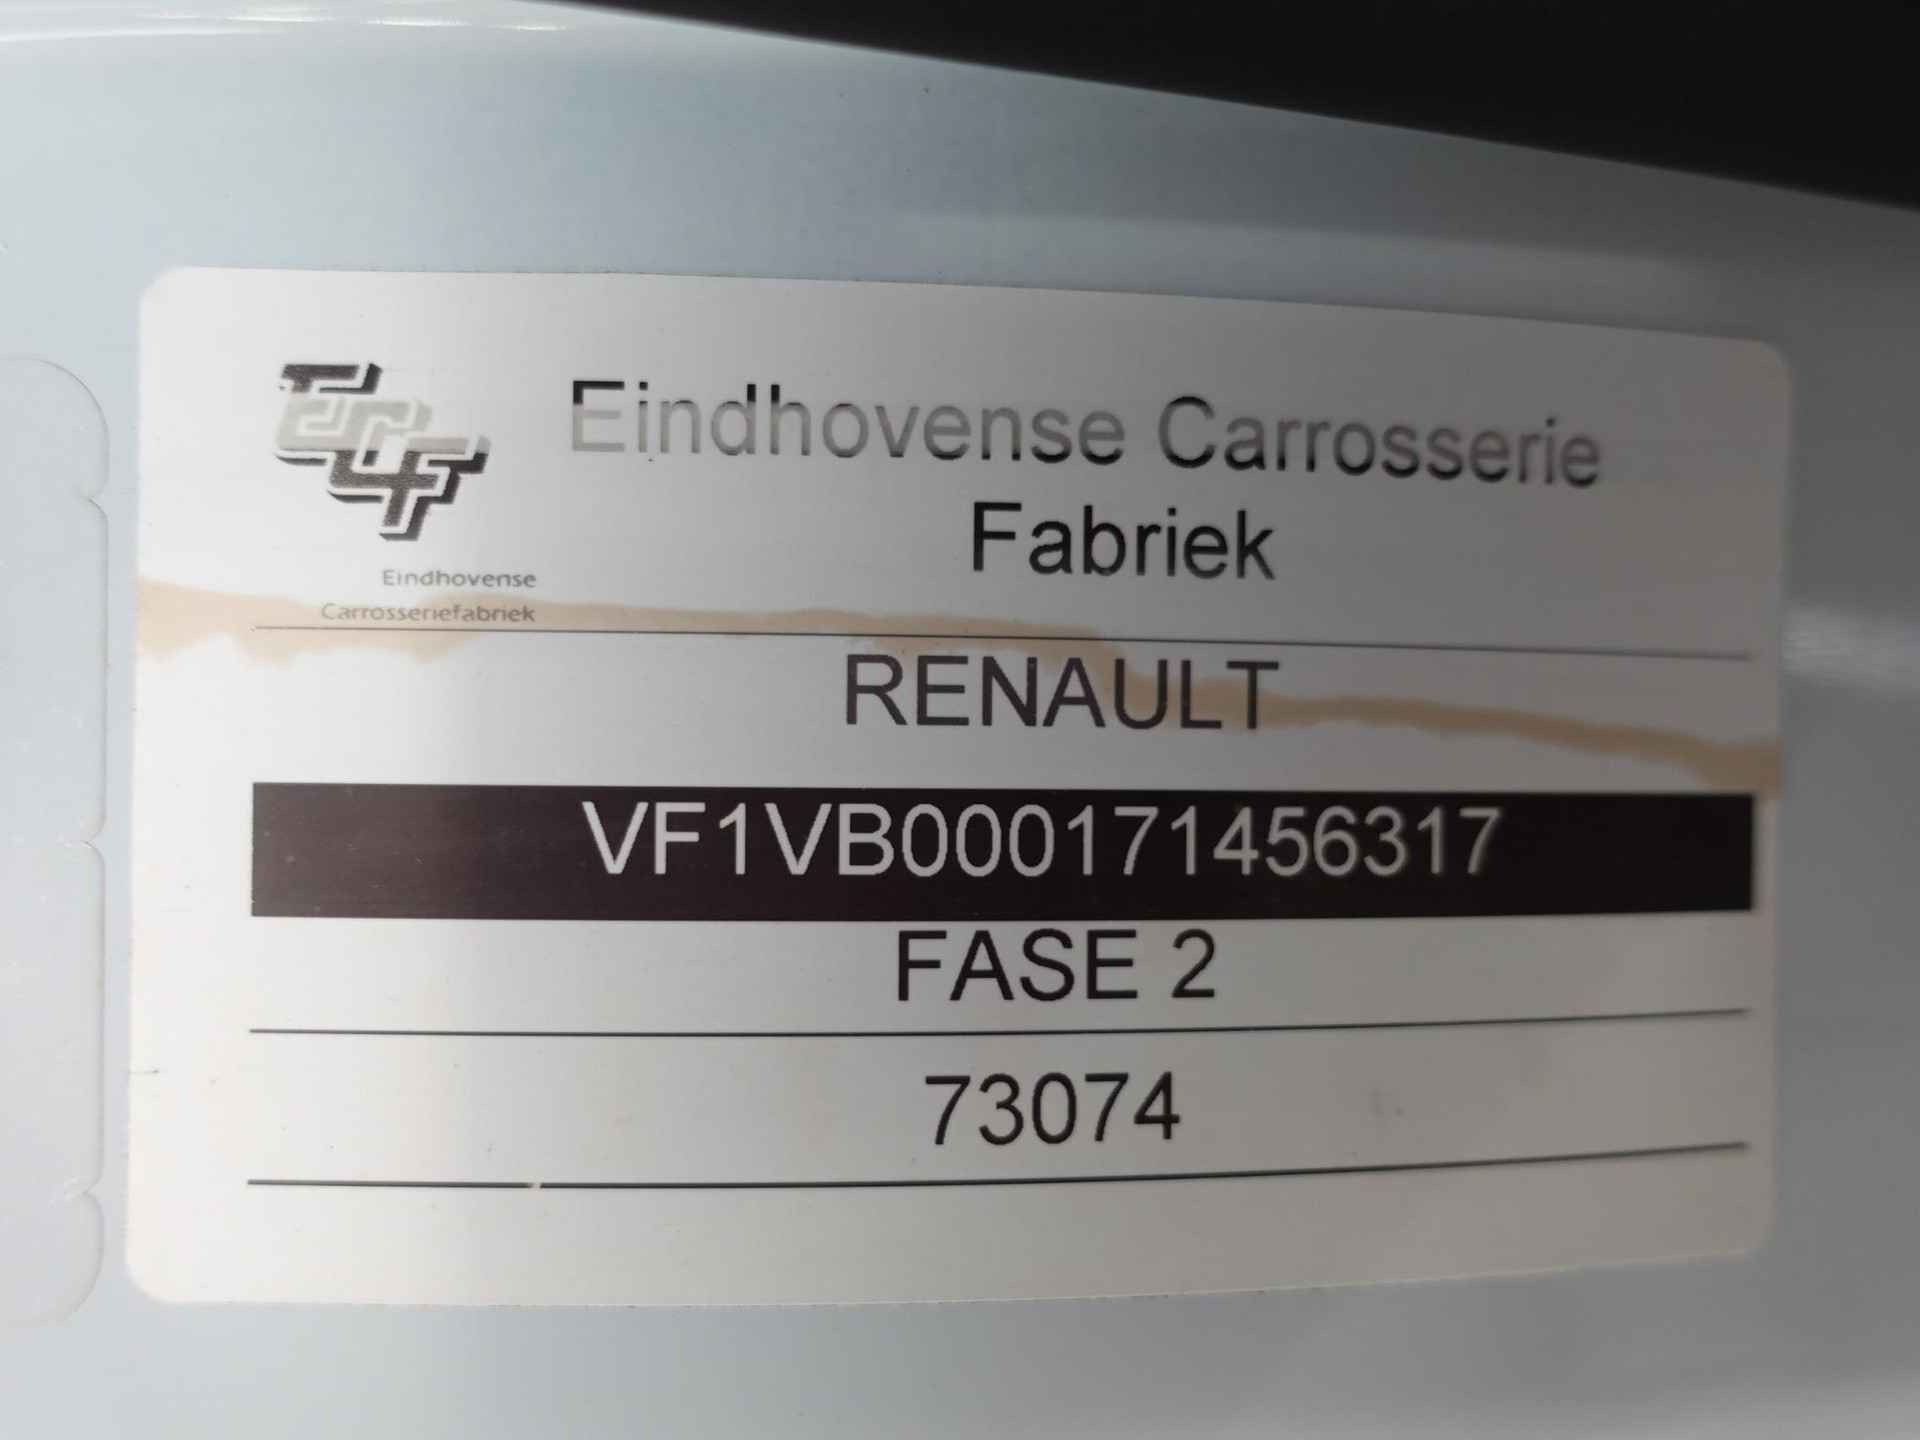 ECF
Eindhovense Carrosserie
Fabriek
Eindhovense
Carrosseriefabriek
RENAULT
VF1VB000171456317
FASE 2
73074